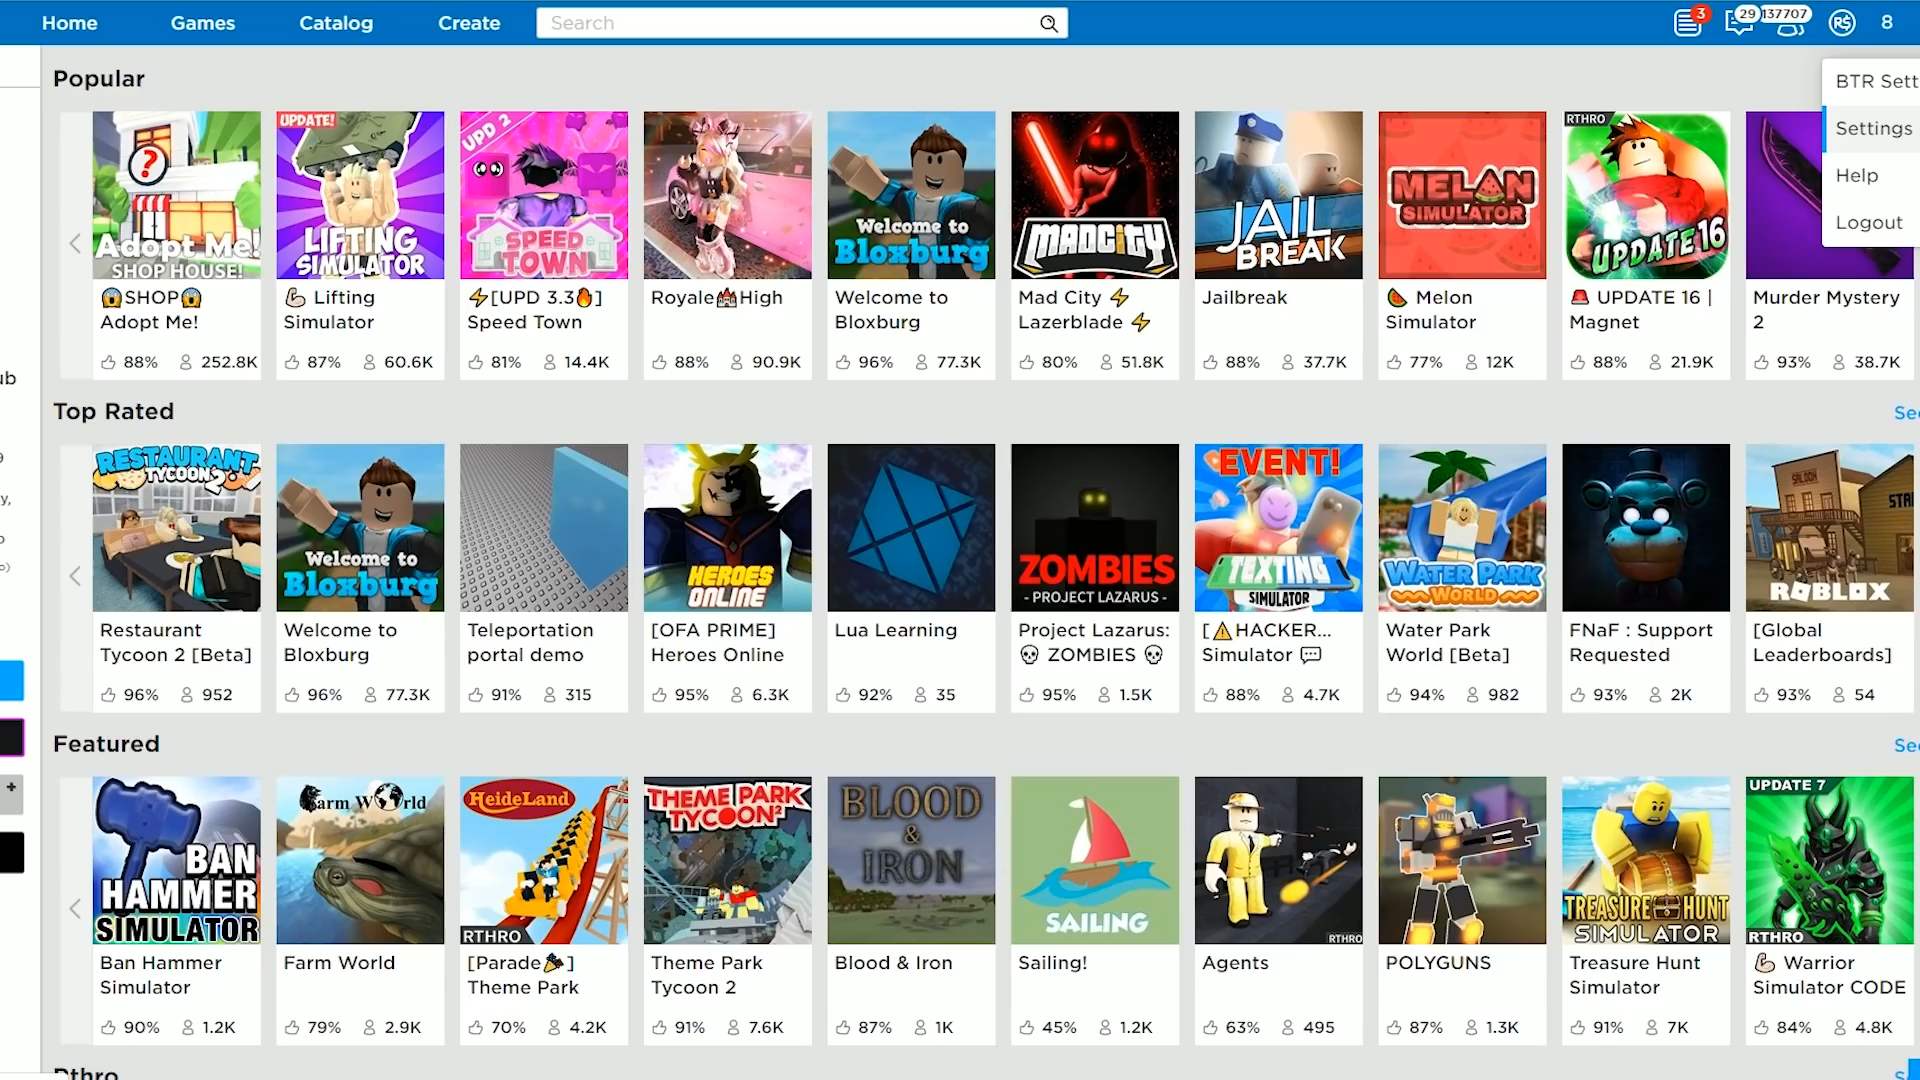 Home Games Catalog Create Search 3 29 137707 R$ 8
BTR Sett
Settings
Help
Logout
Popular
?
Adopt Me!
SHOP HOUSE!
UPDATE!
LIFTING
SIMULATOR
UPD 2
SPEED
TOWN
Welcome to
Bloxburg
MADCITY
JAIL
BREAK
MELON
SIMULATOR
RTHRO
UPDATE 16
😱SHOP😱
Adopt Me!
88% 252.8K
💪 Lifting
Simulator
87% 60.6K
⚡[UPD 3.3🔥]
Speed Town
81% 14.4K
Royale🏰High
88% 90.9K
Welcome to
Bloxburg
96% 77.3K
Mad City ⚡
Lazerblade ⚡
80% 51.8K
Jailbreak
88% 37.7K
🍉 Melon
Simulator
77% 12K
🚨 UPDATE 16 |
Magnet
88% 21.9K
Murder Mystery
2
93% 38.7K
Top Rated
RESTAURANT
TYCOON 2
Welcome to
Bloxburg
HEROES
ONLINE
ZOMBIES
- PROJECT LAZARUS -
EVENT!
TEXTING
SIMULATOR
WATER PARK
WORLD
SALOON
STA
ROBLOX
Restaurant
Tycoon 2 [Beta]
96% 952
Welcome to
Bloxburg
96% 77.3K
Teleportation
portal demo
91% 315
[OFA PRIME]
Heroes Online
95% 6.3K
Lua Learning
92% 35
Project Lazarus:
💀 ZOMBIES 💀
95% 1.5K
[⚠️HACKER...
Simulator 💬
88% 4.7K
Water Park
World [Beta]
94% 982
FNaF : Support
Requested
93% 2K
[Global
Leaderboards]
93% 54
Featured
BAN
HAMMER
SIMULATOR
Farm World
HeideLand
RTHRO
THEME PARK
TYCOON²
BLOOD
&
IRON
SAILING
RTHRO
TREASURE HUNT
SIMULATOR
UPDATE 7
RTHRO
Ban Hammer
Simulator
90% 1.2K
Farm World
79% 2.9K
[Parade🎉]
Theme Park
70% 4.2K
Theme Park
Tycoon 2
91% 7.6K
Blood & Iron
87% 1K
Sailing!
45% 1.2K
Agents
63% 495
POLYGUNS
87% 1.3K
Treasure Hunt
Simulator
91% 7K
💪 Warrior
Simulator CODE
84% 4.8K
Rthro